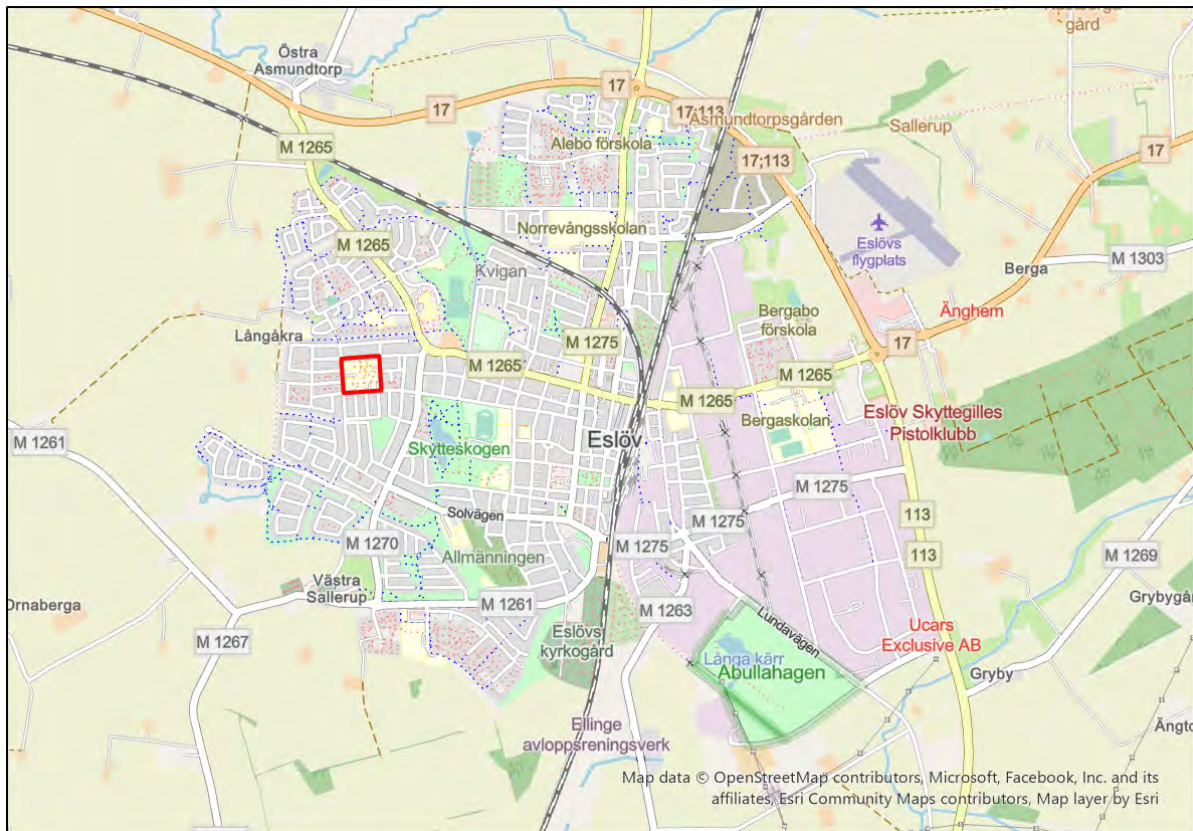 gård
Östra
Asmundtorp
17
17
17;113
Åsmundtorpsgården
Sallerup
M 1265
Alebo förskola
17;113
17
Norrevångsskolan
M 1265
Kvigan
Eslövs
flygplats
Berga
M 1303
Långåkra
Bergabo
förskola
Änghem
M 1275
17
M 1265
M 1265
M 1265
Eslöv Skyttegilles
Pistolklubb
Bergaskolan
M 1261
Skytteskogen
Eslöv
M 1275
Solvägen
M 1275
113
M 1270
M 1275
Allmänningen
113
M 1269
Västra
Sallerup
Ornaberga
M 1261
M 1263
Lundavägen
M 1267
Eslövs
kyrkogård
Ucars
Exclusive AB
Långa kärr
Abullahagen
Gryby
Ellinge
avloppsreningsverk
Map data © OpenStreetMap contributors, Microsoft, Facebook, Inc. and its
affiliates, Esri Community Maps contributors, Map layer by Esri